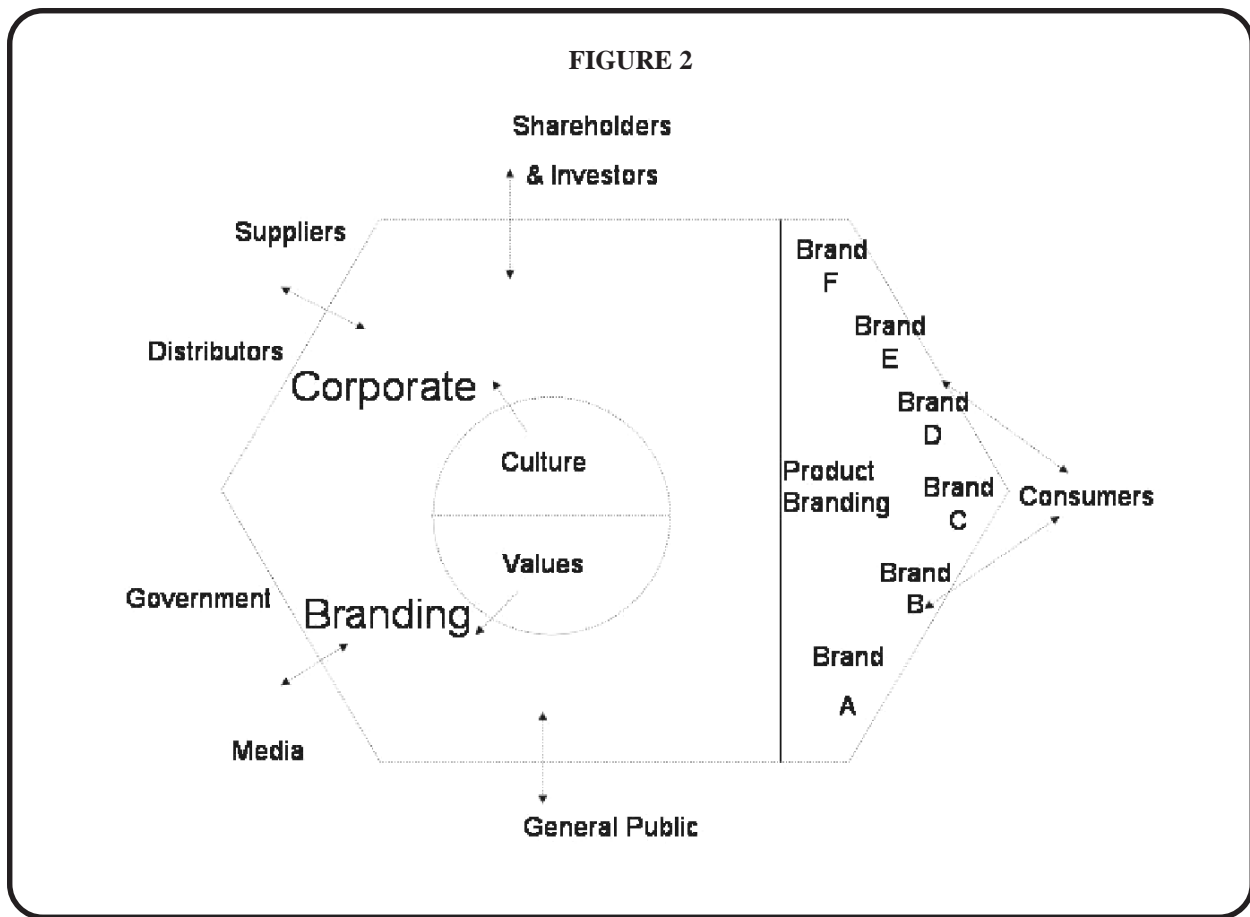 FIGURE 2
Shareholders
& Investors
Suppliers
Distributors
Corporate
Culture
Values
Government
Branding
Media
General Public
Product
Branding
Brand
F
Brand
E
Brand
D
Brand
C
Brand
B
Brand
A
Consumers